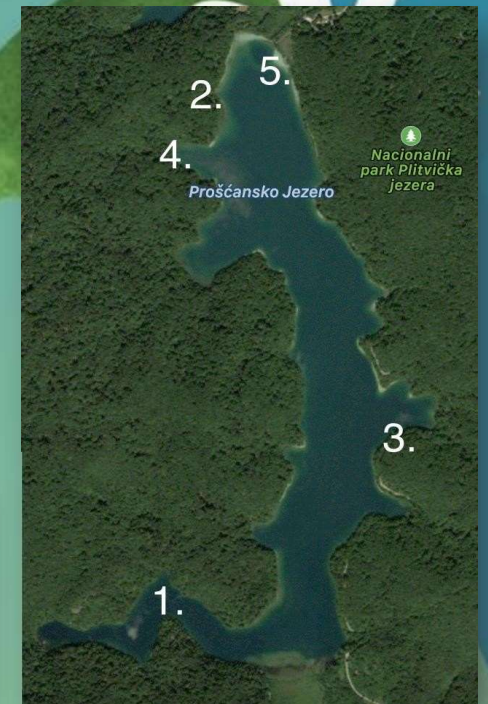 5.
2.
4.
Nacionalni
park Plitvička
jezera
Prošćansko Jezero
3.
1.